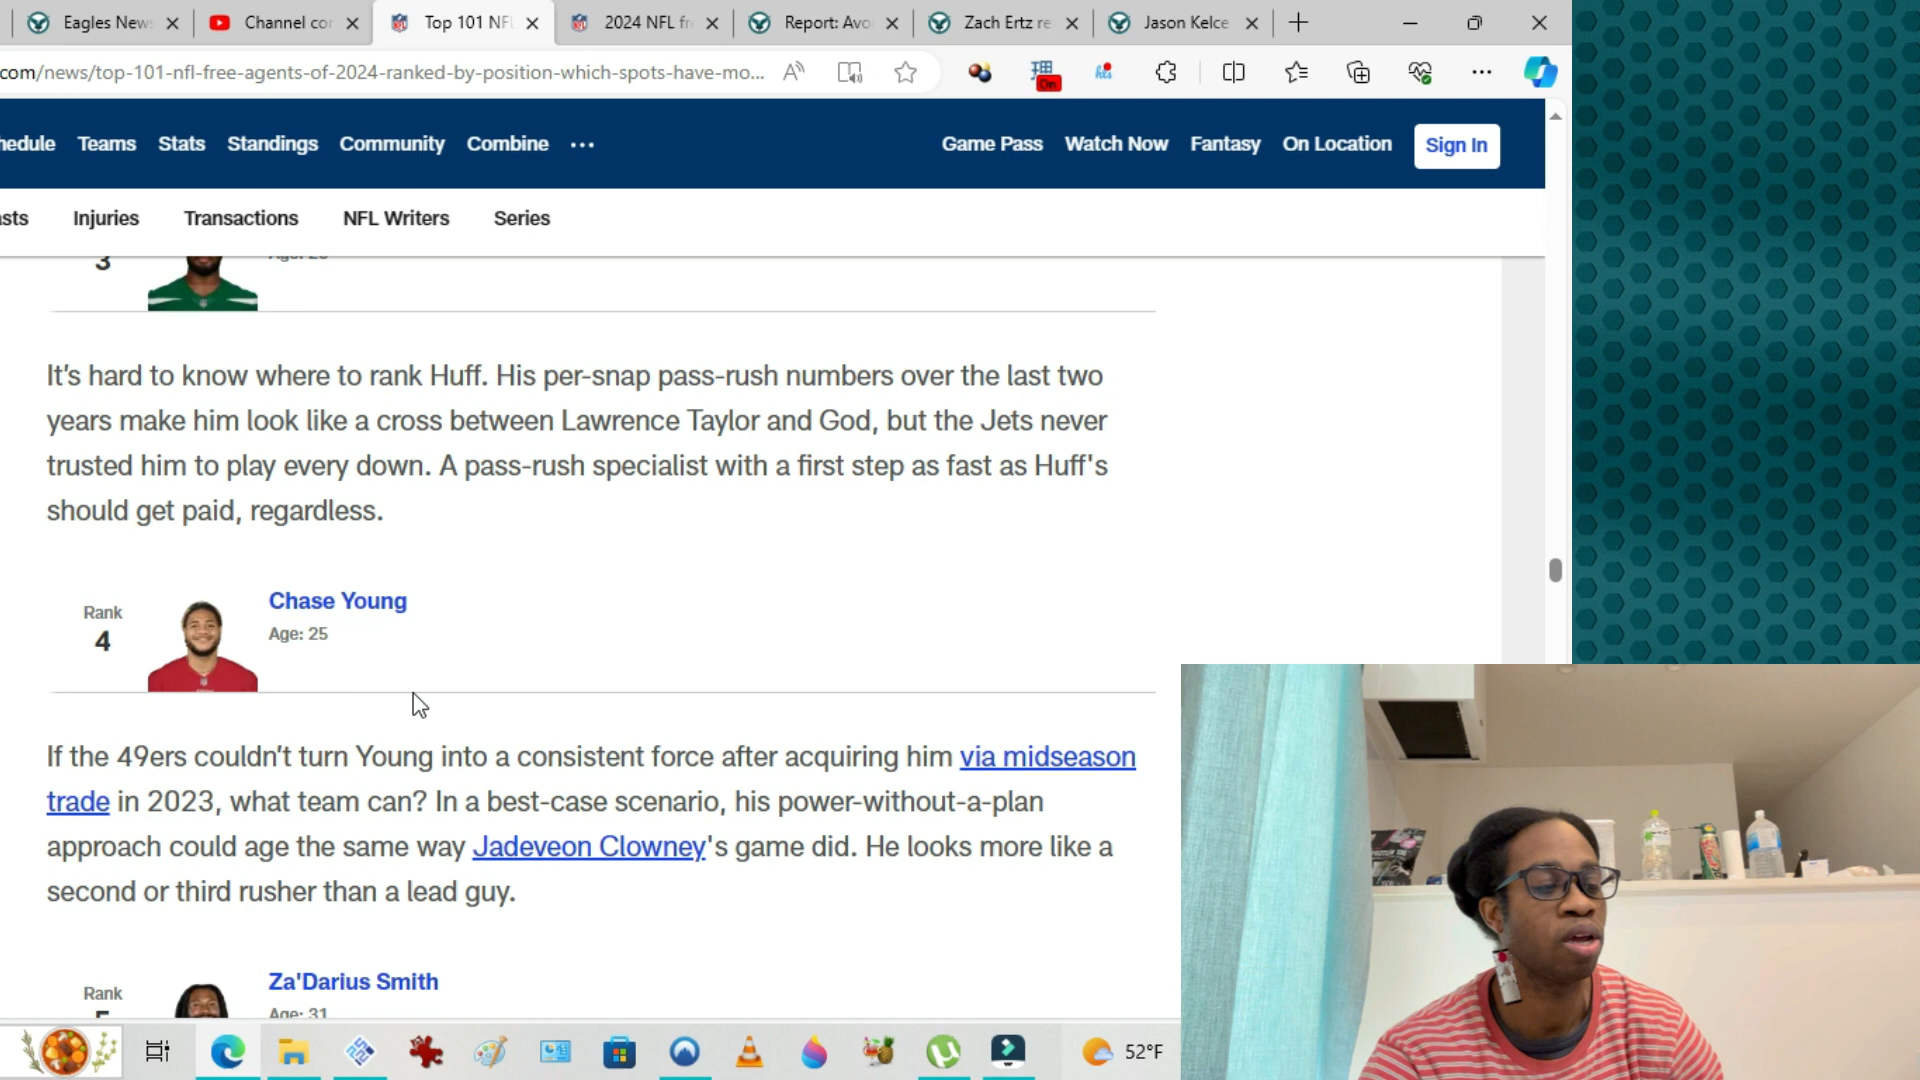 Eagles News
Channel co
Top 101 NFL
2024 NFL fr
Report: Avo
Zach Ertz re
Jason Kelce
com/news/top-101-nfl-free-agents-of-2024-ranked-by-position-which-spots-have-mo...
On
hedule Teams Stats Standings Community Combine ...
Game Pass Watch Now Fantasy On Location Sign In
asts Injuries Transactions NFL Writers Series
3
It's hard to know where to rank Huff. His per-snap pass-rush numbers over the last two
years make him look like a cross between Lawrence Taylor and God, but the Jets never
trusted him to play every down. A pass-rush specialist with a first step as fast as Huff's
should get paid, regardless.
Rank
4
Chase Young
Age: 25
If the 49ers couldn't turn Young into a consistent force after acquiring him via midseason
trade in 2023, what team can? In a best-case scenario, his power-without-a-plan
approach could age the same way Jadeveon Clowney's game did. He looks more like a
second or third rusher than a lead guy.
Rank
5
Za'Darius Smith
Age: 31
52°F